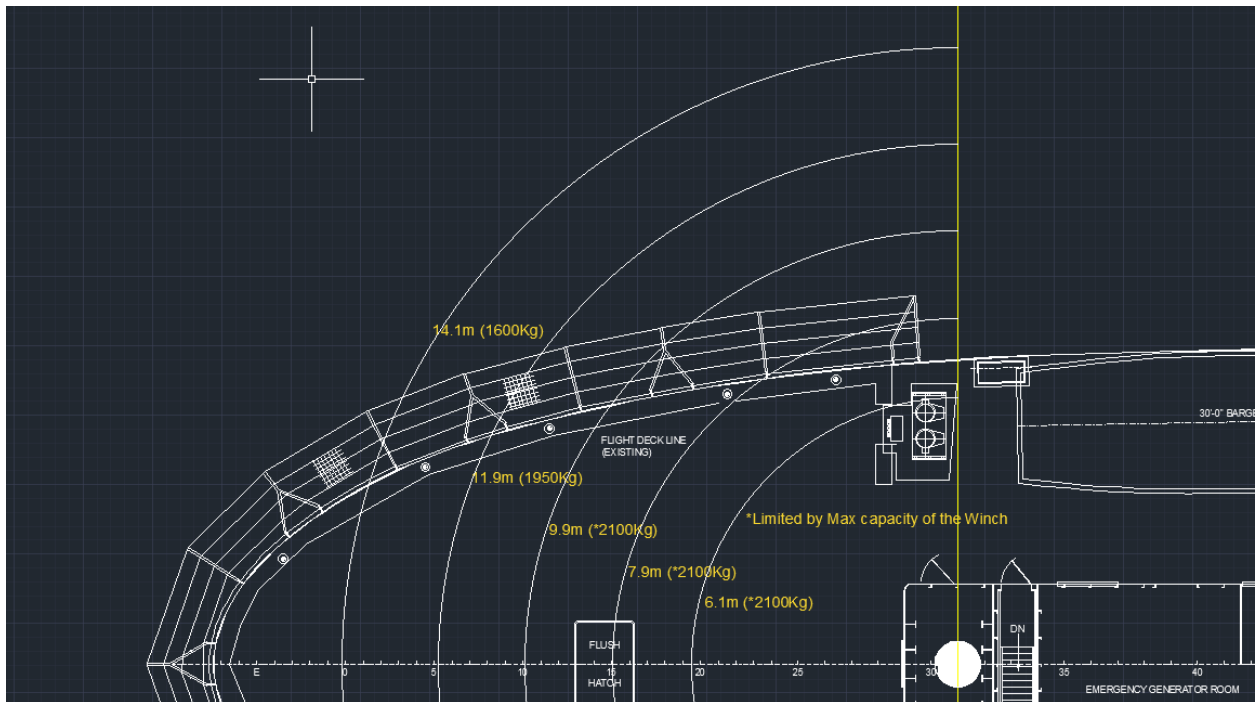 14.1m (1600Kg)
FLIGHT DECK LINE
(EXISTING)
30'-0" BARGE
11.9m (1950Kg)
9.9m (*2100Kg)
*Limited by Max capacity of the Winch
7.9m (*2100Kg)
6.1m (*2100Kg)
DN
FLUSH
HATCH
E 0 5 10 15 20 25 30 35 40
EMERGENCY GENERATOR ROOM